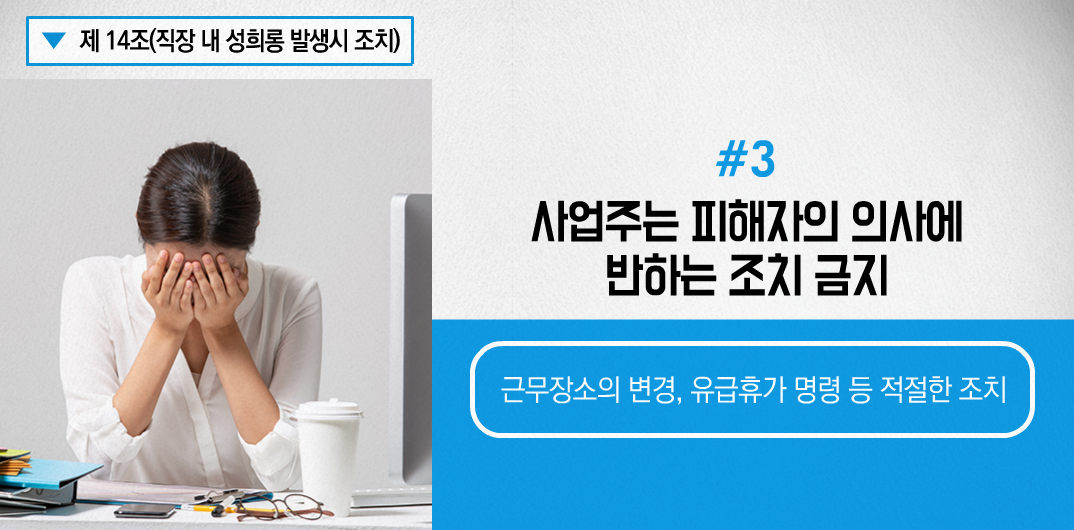 ▼ 제 14조(직장 내 성희롱 발생시 조치)
#3
사업주는 피해자의 의사에
반하는 조치 금지
근무장소의 변경, 유급휴가 명령 등 적절한 조치